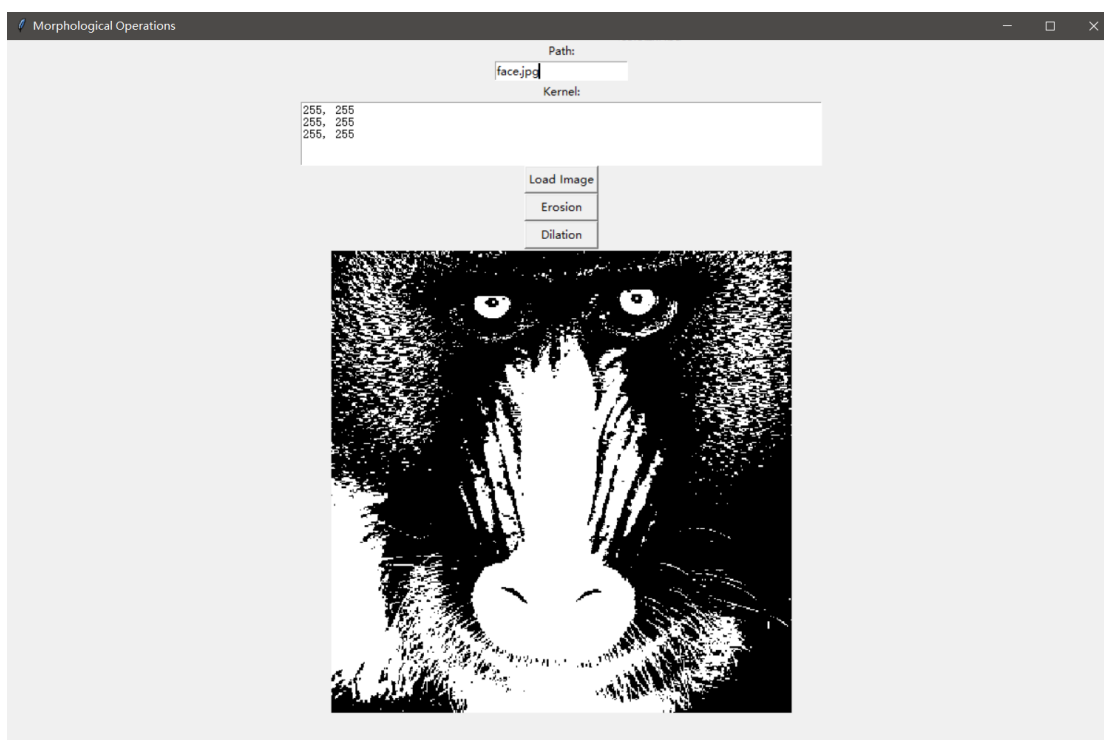 Morphological Operations
Path:
face.jpg
Kernel:
255, 255
255, 255
255, 255
Load Image
Erosion
Dilation